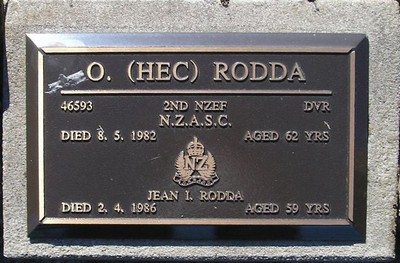 O. (HEC) RODDA
46593 2ND NZEF DVR
N.Z.A.S.C.
DIED 8. 5. 1982 AGED 62 YRS
NZ
JEAN I. RODDA
DIED 2. 4. 1986 AGED 59 YRS